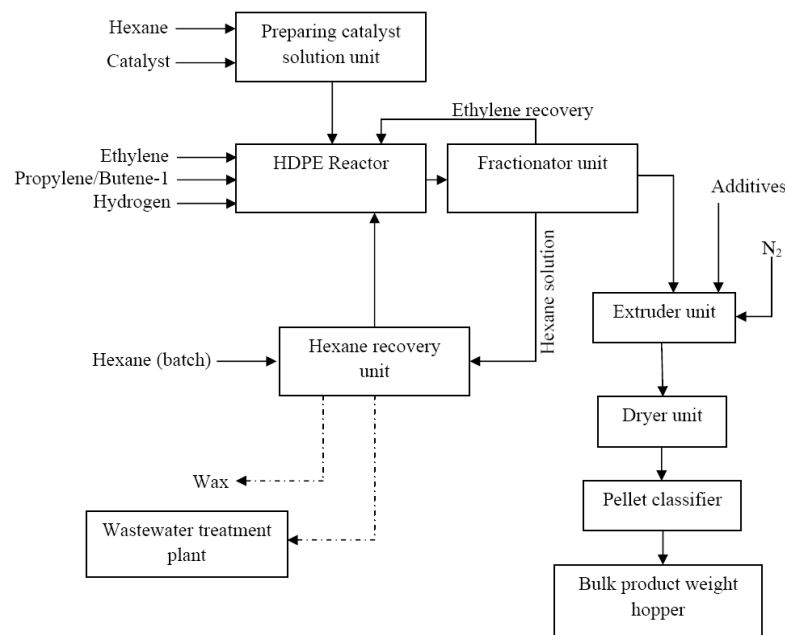 Hexane
Catalyst
Preparing catalyst
solution unit
Ethylene recovery
Ethylene
Propylene/Butene-1
Hydrogen
HDPE Reactor
Fractionator unit
Additives
N₂
Hexane solution
Extruder unit
Hexane (batch)
Hexane recovery
unit
Dryer unit
Wax
Pellet classifier
Wastewater treatment
plant
Bulk product weight
hopper